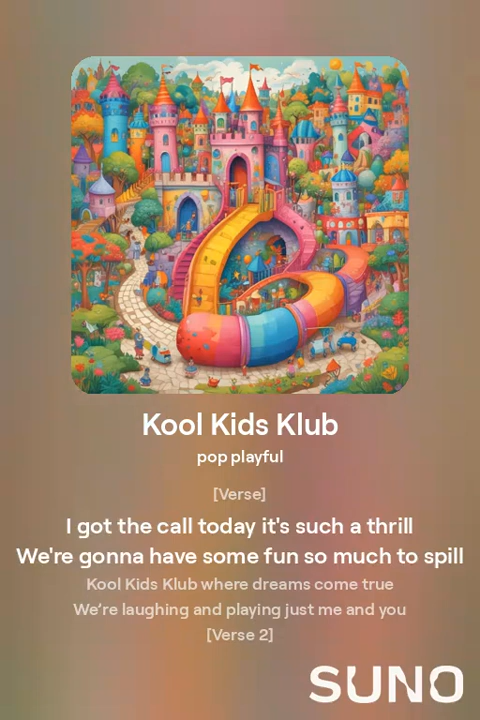 Kool Kids Klub
pop playful
[Verse]
I got the call today it's such a thrill
We're gonna have some fun so much to spill
Kool Kids Klub where dreams come true
We're laughing and playing just me and you
[Verse 2]
SUNO